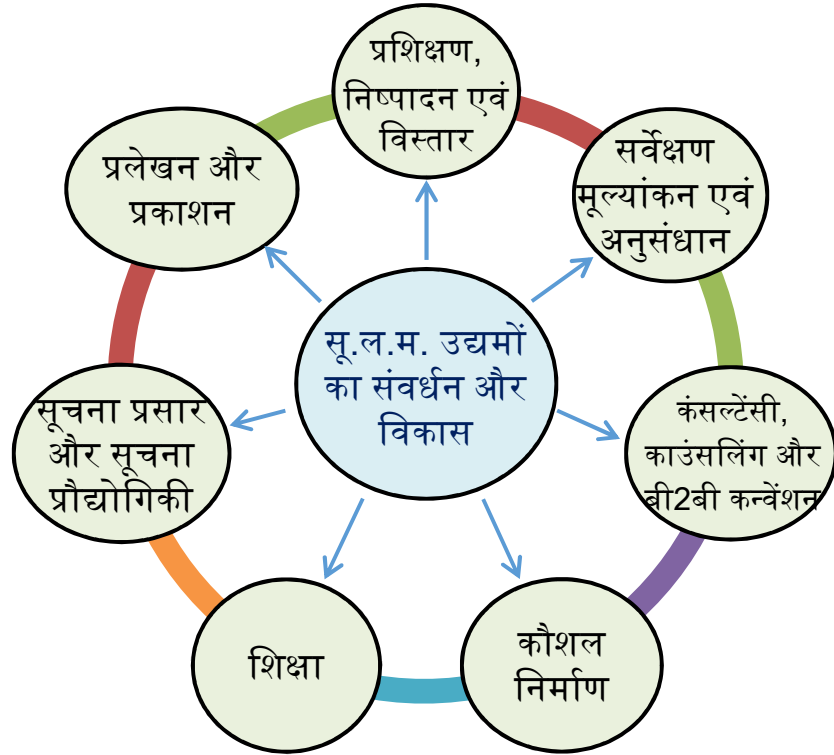 प्रशिक्षण,
निष्पादन एवं
विस्तार
सर्वेक्षण
मूल्यांकन एवं
अनुसंधान
कंसल्टेंसी,
काउंसलिंग और
बी2बी कन्वेंशन
कौशल
निर्माण
शिक्षा
सूचना प्रसार
और सूचना
प्रौद्योगिकी
प्रलेखन और
प्रकाशन
सू.ल.म. उद्यमों
का संवर्धन और
विकास